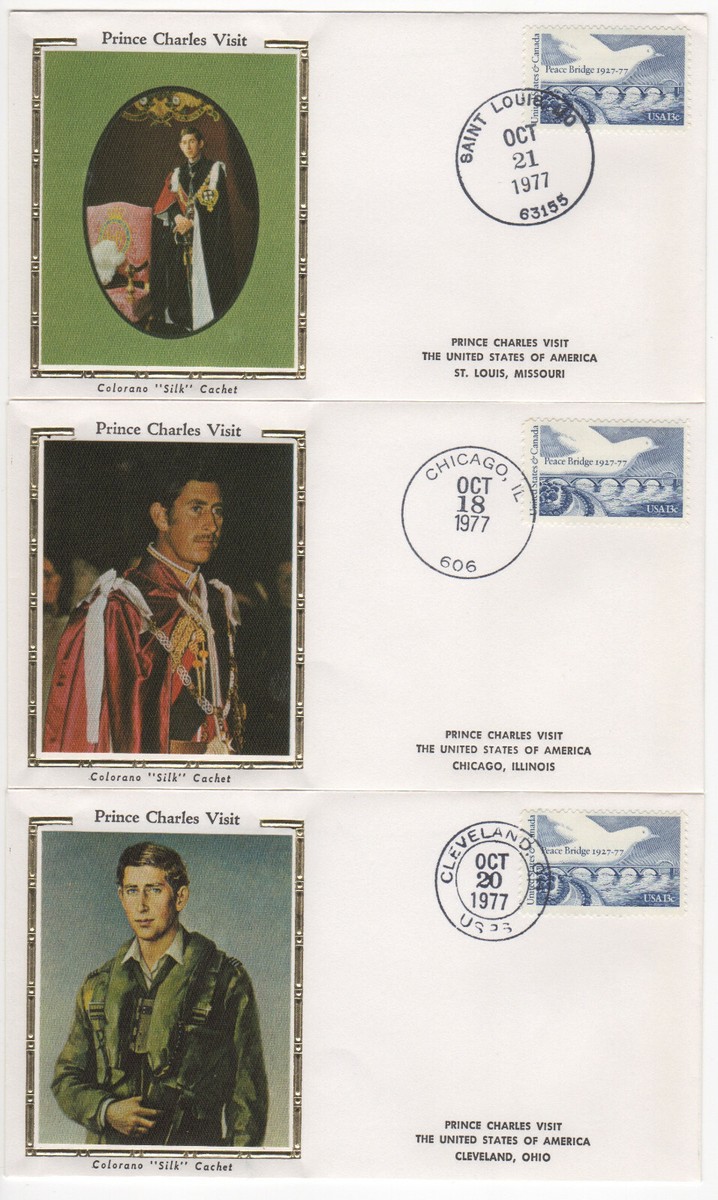 Prince Charles Visit
United States & Canada
Peace Bridge 1927-77
USA 13c
SAINT LOUIS, MO
OCT
21
1977
63155
PRINCE CHARLES VISIT
THE UNITED STATES OF AMERICA
ST. LOUIS, MISSOURI
Colorano "Silk" Cachet
Prince Charles Visit
United States & Canada
Peace Bridge 1927-77
USA 13c
CHICAGO, IL
OCT
18
1977
606
PRINCE CHARLES VISIT
THE UNITED STATES OF AMERICA
CHICAGO, ILLINOIS
Colorano "Silk" Cachet
Prince Charles Visit
United States & Canada
Peace Bridge 1927-77
USA 13c
CLEVELAND,
OCT
20
1977
PRINCE CHARLES VISIT
THE UNITED STATES OF AMERICA
CLEVELAND, OHIO
Colorano "Silk" Cachet